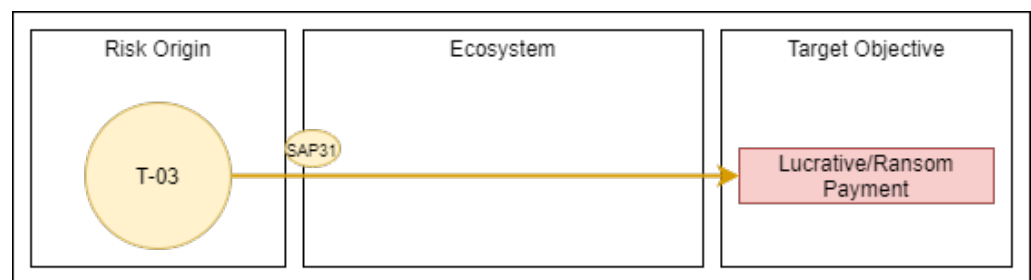 Risk Origin
Ecosystem
Target Objective
SAP31
T-03
Lucrative/Ransom
Payment